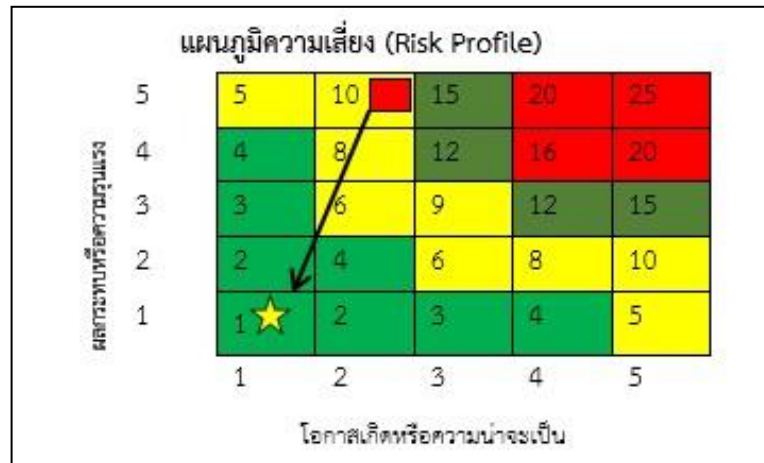 แผนภูมิความเสี่ยง (Risk Profile)
ผลกระทบหรือความรุนแรง
5 5 10 15 20 25
4 4 8 12 16 20
3 3 6 9 12 15
2 2 4 6 8 10
1 1 2 3 4 5
1 2 3 4 5
โอกาสเกิดหรือความน่าจะเป็น